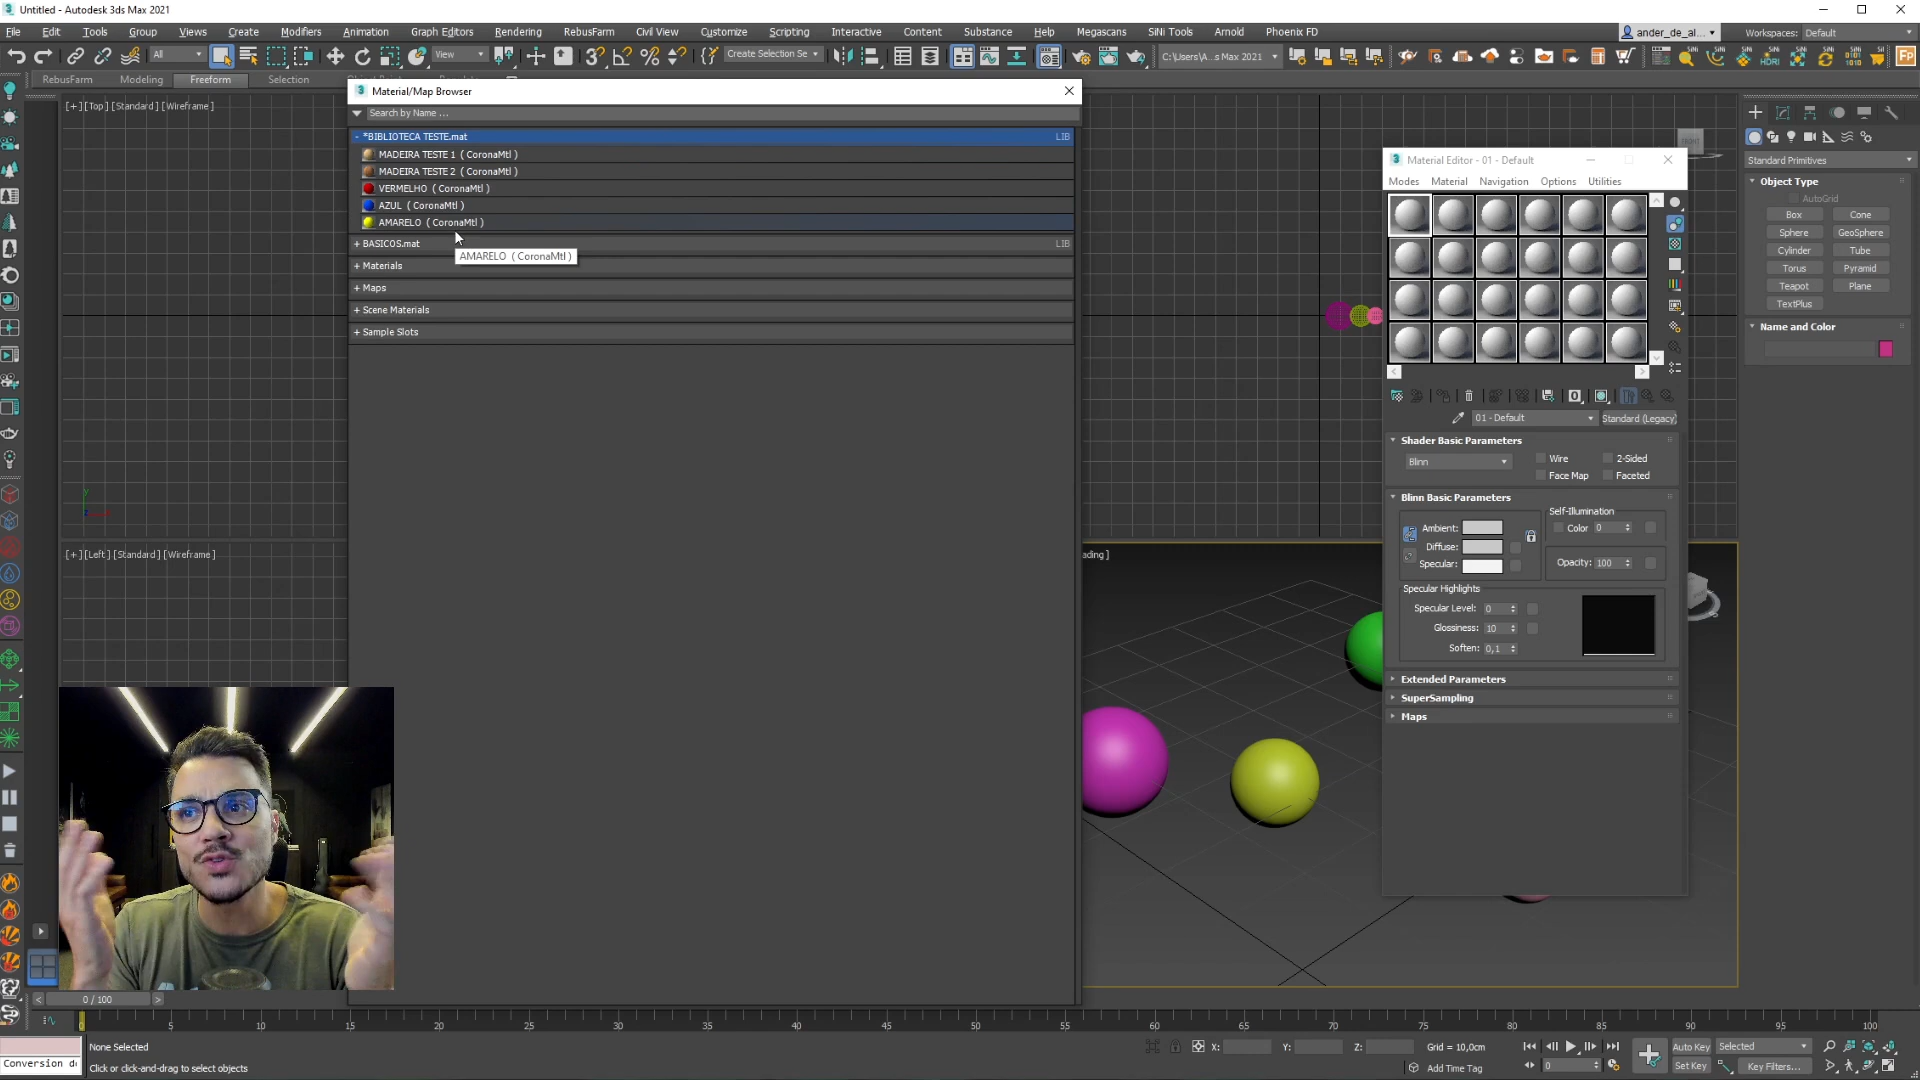 Untitled - Autodesk 3ds Max 2021
File Edit Tools Group Views Create Modifiers Animation Graph Editors Rendering RebusFarm Civil View Customize Scripting Interactive Content Substance Help Megascans SiNi Tools Arnold Phoenix FD
ander_de_al... Workspaces: Default
All View Create Selection Se C:\Users\A...s Max 2021
RebusFarm Modeling Freeform Selection
Material/Map Browser
Search by Name ...
- *BIBLIOTECA TESTE.mat LIB
MADEIRA TESTE 1 ( CoronaMtl )
MADEIRA TESTE 2 ( CoronaMtl )
VERMELHO ( CoronaMtl )
AZUL ( CoronaMtl )
AMARELO ( CoronaMtl )
+ BASICOS.mat LIB
AMARELO ( CoronaMtl )
+ Materials
+ Maps
+ Scene Materials
+ Sample Slots
[+] [Top] [Standard] [Wireframe]
[+] [Left] [Standard] [Wireframe]
ading ]
FRONT
Material Editor - 01 - Default
Modes Material Navigation Options Utilities
01 - Default Standard (Legacy)
Shader Basic Parameters
Blinn Wire 2-Sided
Face Map Faceted
Blinn Basic Parameters
Self-Illumination
Ambient: Color 0
Diffuse:
Specular: Opacity: 100
Specular Highlights
Specular Level: 0
Glossiness: 10
Soften: 0,1
Extended Parameters
SuperSampling
Maps
Standard Primitives
Object Type
AutoGrid
Box Cone
Sphere GeoSphere
Cylinder Tube
Torus Pyramid
Teapot Plane
TextPlus
Name and Color
y
z
0 / 100
0 5 10 15 20 25 30 35 40 45 50 55 60 65 70 75 80 85 90 95 100
None Selected
Conversion d
Click or click-and-drag to select objects
X: Y: Z: Grid = 10,0cm
Add Time Tag
0
Auto Key Selected
Set Key Key Filters...